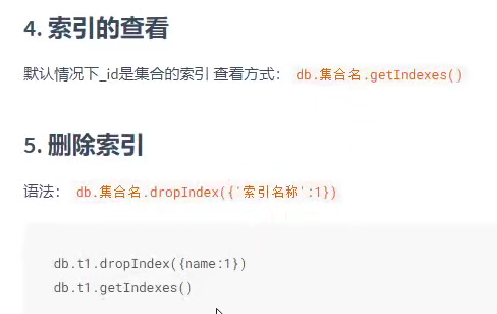 4. 索引的查看
默认情况下_id是集合的索引 查看方式： db.集合名.getIndexes()
5. 删除索引
语法： db.集合名.dropIndex({'索引名称':1})
db.t1.dropIndex({name:1})
db.t1.getIndexes()